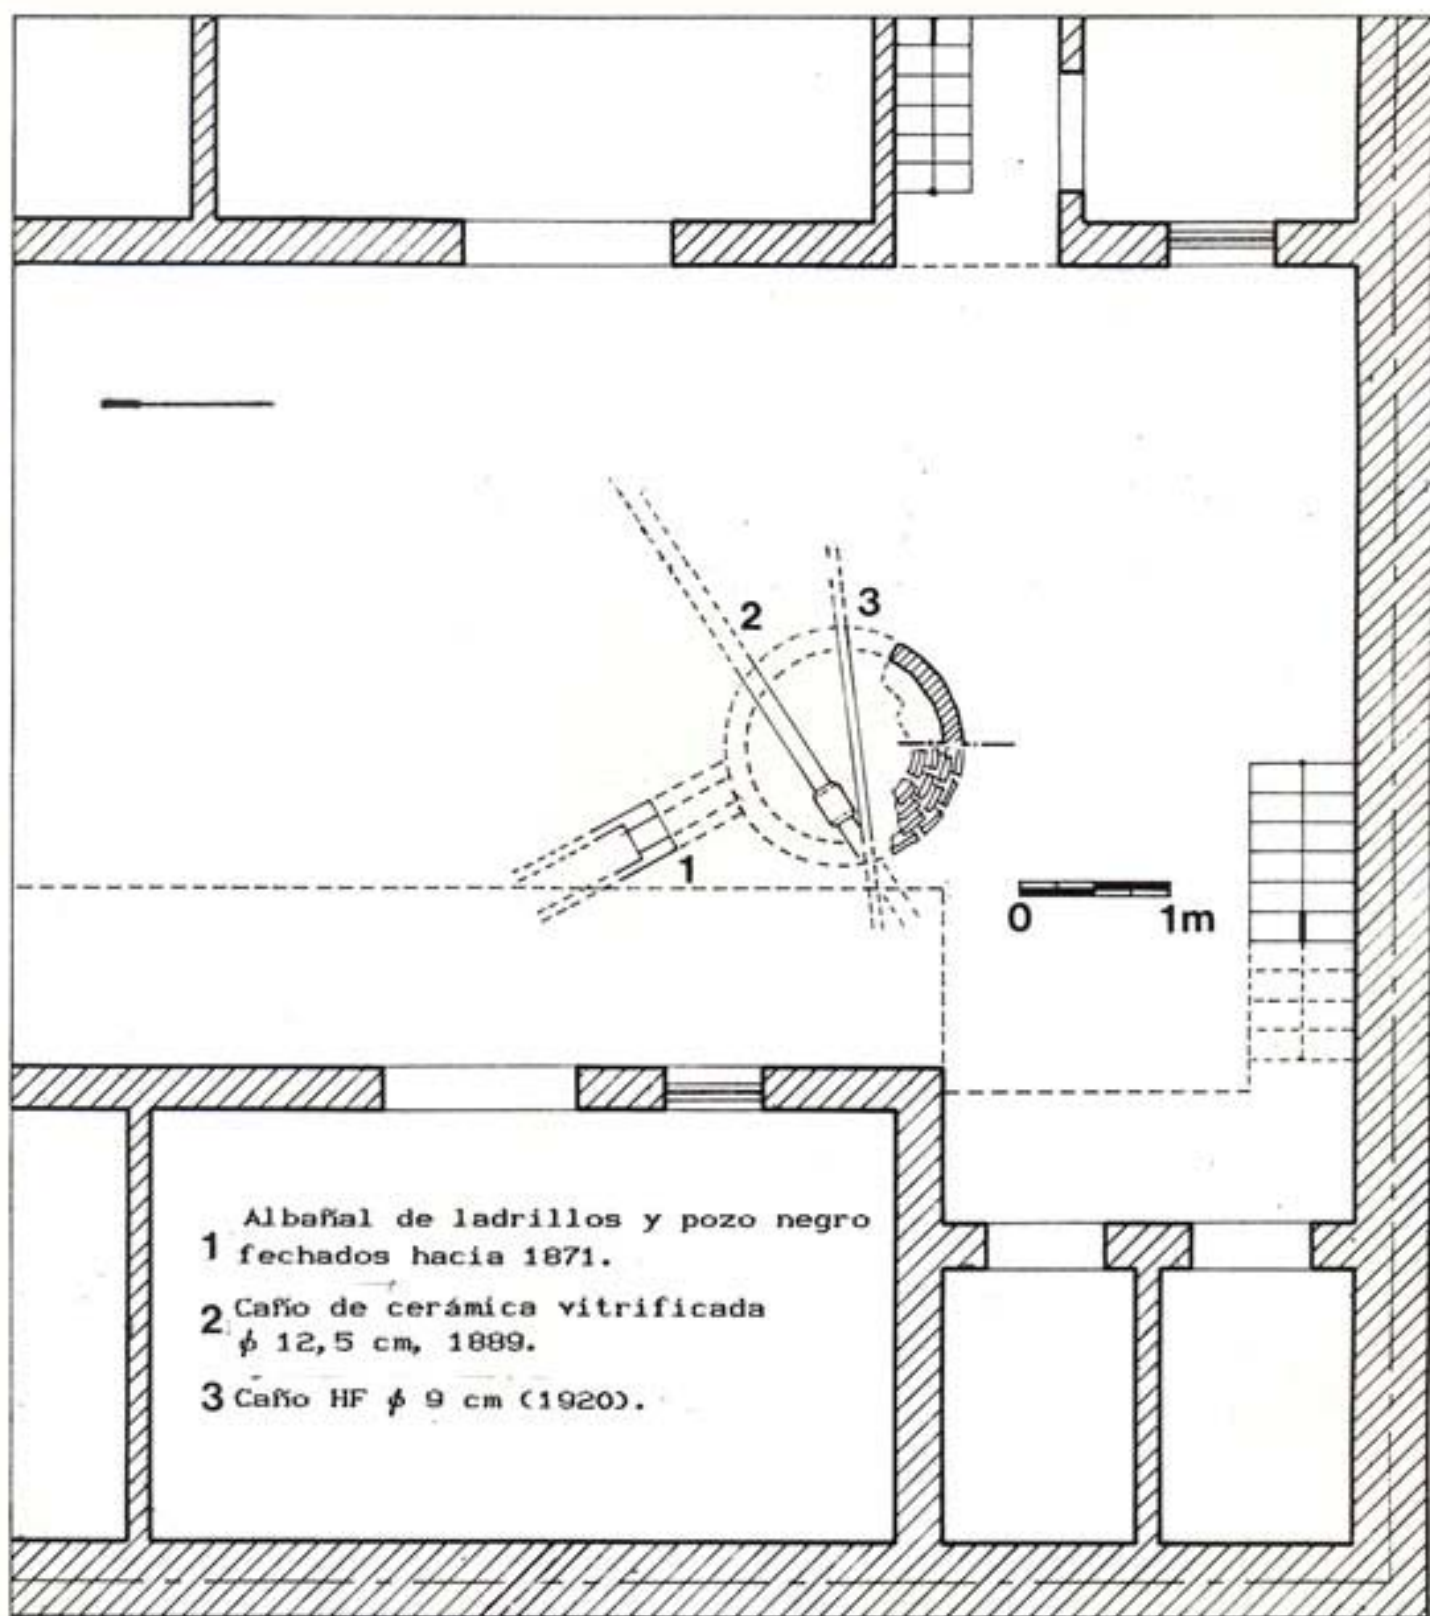 2
3
1
0 1m
1 Albañal de ladrillos y pozo negro
fechados hacia 1871.
2 Caño de cerámica vitrificada
ϕ 12,5 cm, 1889.
3 Caño HF ϕ 9 cm (1920).